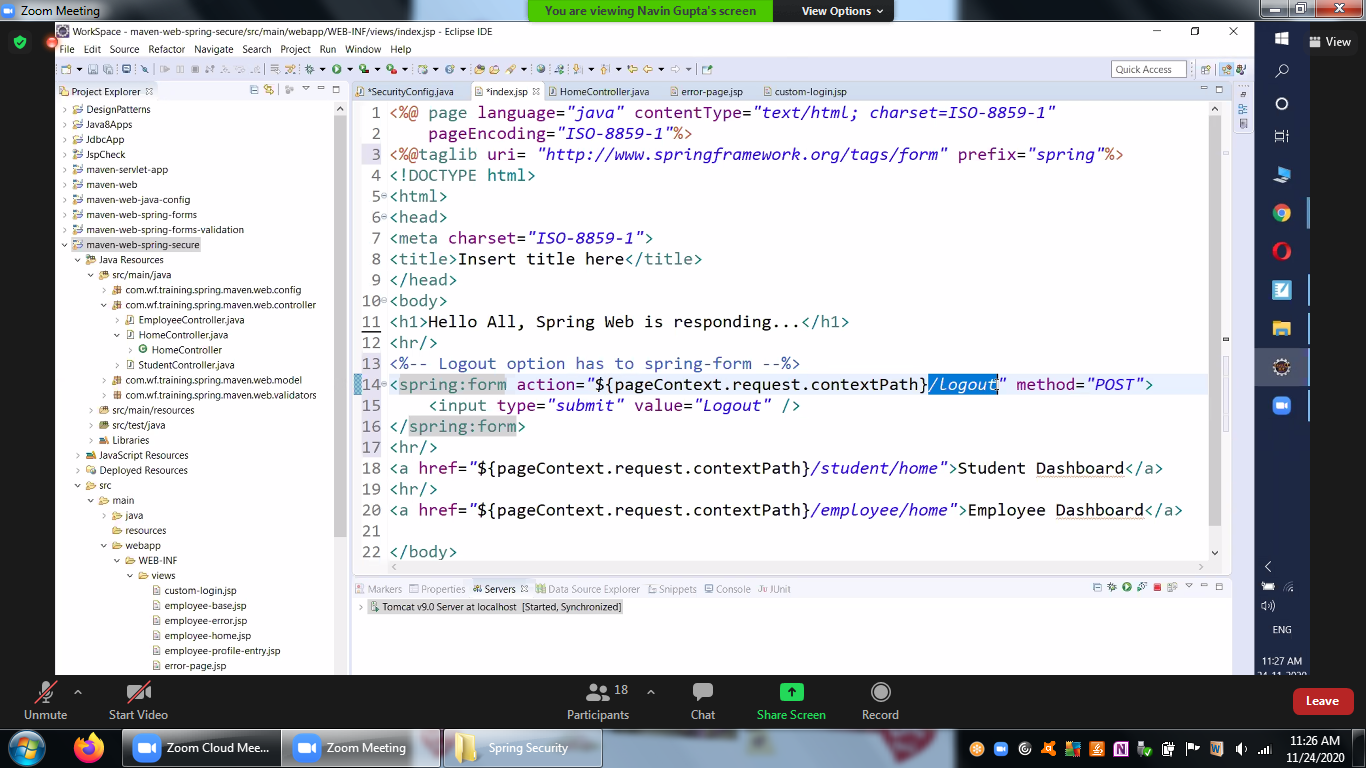 Zoom Meeting
You are viewing Navin Gupta's screen
View Options
View
WorkSpace - maven-web-spring-secure/src/main/webapp/WEB-INF/views/index.jsp - Eclipse IDE
File Edit Source Refactor Navigate Search Project Run Window Help
Quick Access
Project Explorer
DesignPatterns
Java8Apps
JdbcApp
JspCheck
maven-servlet-app
maven-web
maven-web-java-config
maven-web-spring-forms
maven-web-spring-forms-validation
maven-web-spring-secure
Java Resources
src/main/java
com.wf.training.spring.maven.web.config
com.wf.training.spring.maven.web.controller
EmployeeController.java
HomeController.java
HomeController
StudentController.java
com.wf.training.spring.maven.web.model
com.wf.training.spring.maven.web.validators
src/main/resources
src/test/java
Libraries
JavaScript Resources
Deployed Resources
src
main
java
resources
webapp
WEB-INF
views
custom-login.jsp
employee-base.jsp
employee-error.jsp
employee-home.jsp
employee-profile-entry.jsp
error-page.jsp
*SecurityConfig.java *index.jsp HomeController.java error-page.jsp custom-login.jsp
1 <%@ page language="java" contentType="text/html; charset=ISO-8859-1"
2 pageEncoding="ISO-8859-1"%>
3 <%@taglib uri= "http://www.springframework.org/tags/form" prefix="spring"%>
4 <!DOCTYPE html>
5 <html>
6 <head>
7 <meta charset="ISO-8859-1">
8 <title>Insert title here</title>
9 </head>
10 <body>
11 <h1>Hello All, Spring Web is responding...</h1>
12 <hr/>
13 <%-- Logout option has to spring-form --%>
14 <spring:form action="${pageContext.request.contextPath}/logout" method="POST">
15 <input type="submit" value="Logout" />
16 </spring:form>
17 <hr/>
18 <a href="${pageContext.request.contextPath}/student/home">Student Dashboard</a>
19 <hr/>
20 <a href="${pageContext.request.contextPath}/employee/home">Employee Dashboard</a>
21
22 </body>
Markers Properties Servers Data Source Explorer Snippets Console JUnit
Tomcat v9.0 Server at localhost [Started, Synchronized]
ENG
11:27 AM
24-11-2020
Unmute
Start Video
18
Participants
Chat
Share Screen
Record
Leave
Zoom Cloud Mee...
Zoom Meeting
Spring Security
11:26 AM
11/24/2020